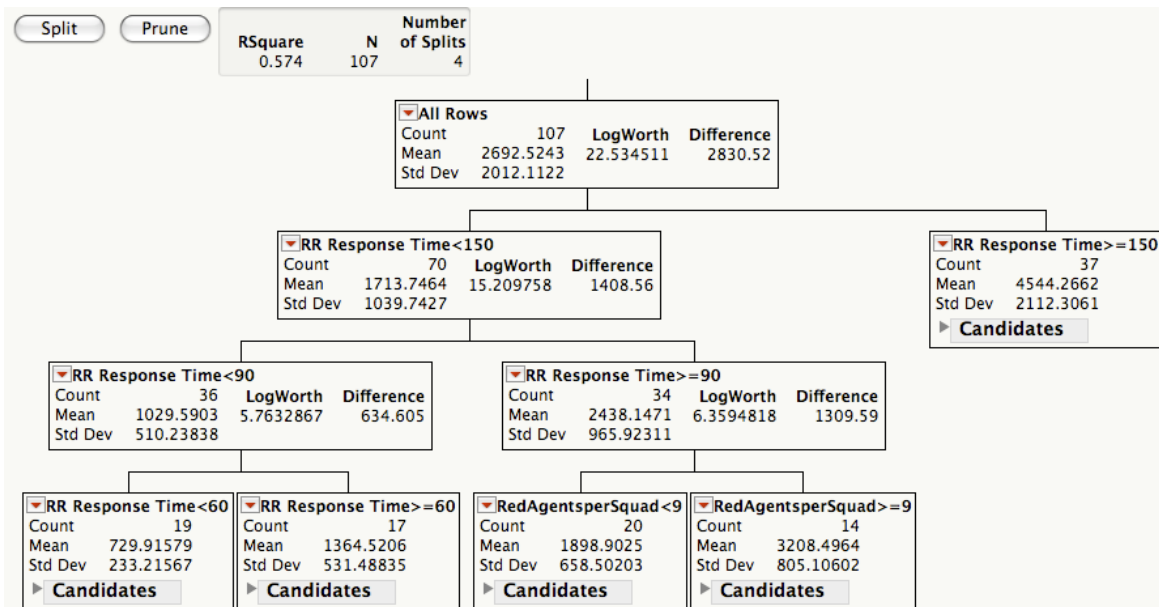 Split Prune
Number
RSquare N of Splits
0.574 107 4
All Rows
Count 107 LogWorth Difference
Mean 2692.5243 22.534511 2830.52
Std Dev 2012.1122
RR Response Time<150
Count 70 LogWorth Difference
Mean 1713.7464 15.209758 1408.56
Std Dev 1039.7427
RR Response Time>=150
Count 37
Mean 4544.2662
Std Dev 2112.3061
Candidates
RR Response Time<90
Count 36 LogWorth Difference
Mean 1029.5903 5.7632867 634.605
Std Dev 510.23838
RR Response Time>=90
Count 34 LogWorth Difference
Mean 2438.1471 6.3594818 1309.59
Std Dev 965.92311
RR Response Time<60
Count 19
Mean 729.91579
Std Dev 233.21567
Candidates
RR Response Time>=60
Count 17
Mean 1364.5206
Std Dev 531.48835
Candidates
RedAgentsperSquad<9
Count 20
Mean 1898.9025
Std Dev 658.50203
Candidates
RedAgentsperSquad>=9
Count 14
Mean 3208.4964
Std Dev 805.10602
Candidates